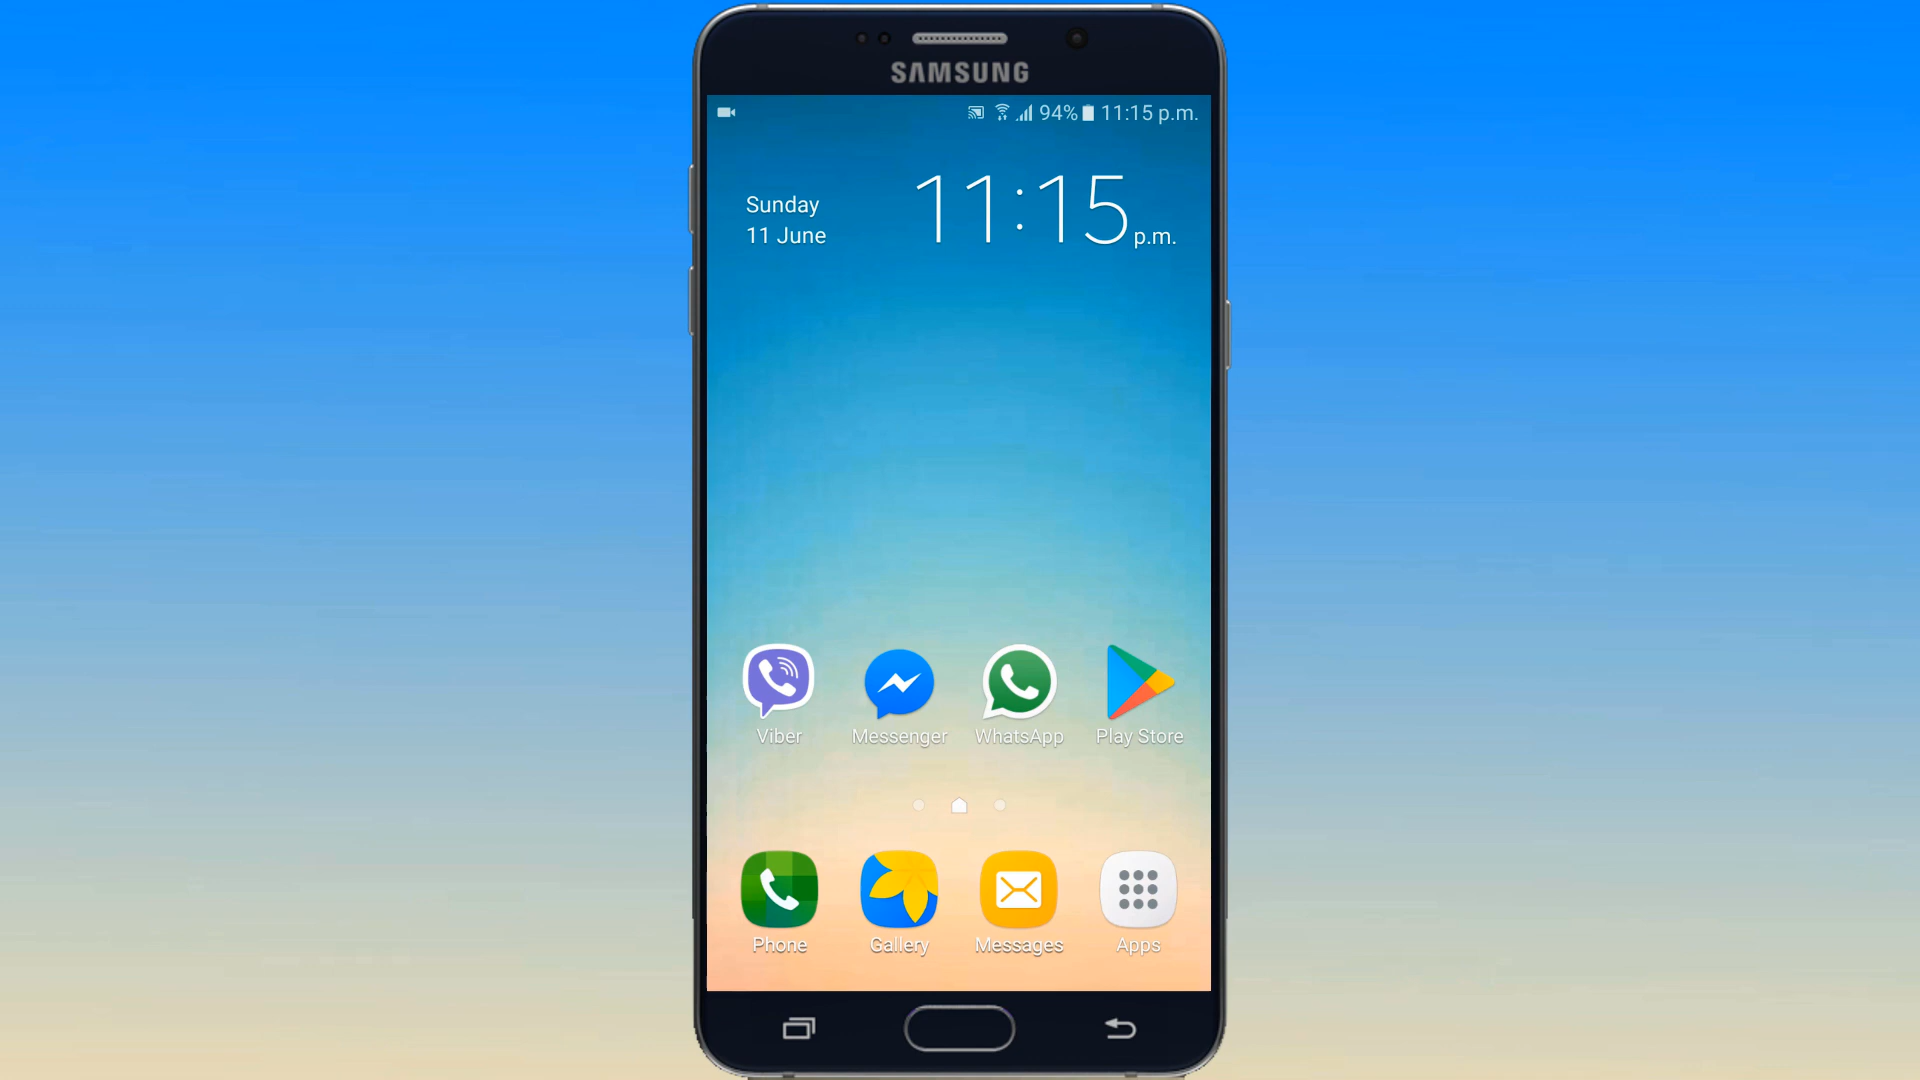 SAMSUNG
94% 11:15 p.m.
Sunday
11 June
11:15 p.m.
Viber
Messenger
WhatsApp
Play Store
Phone
Gallery
Messages
Apps